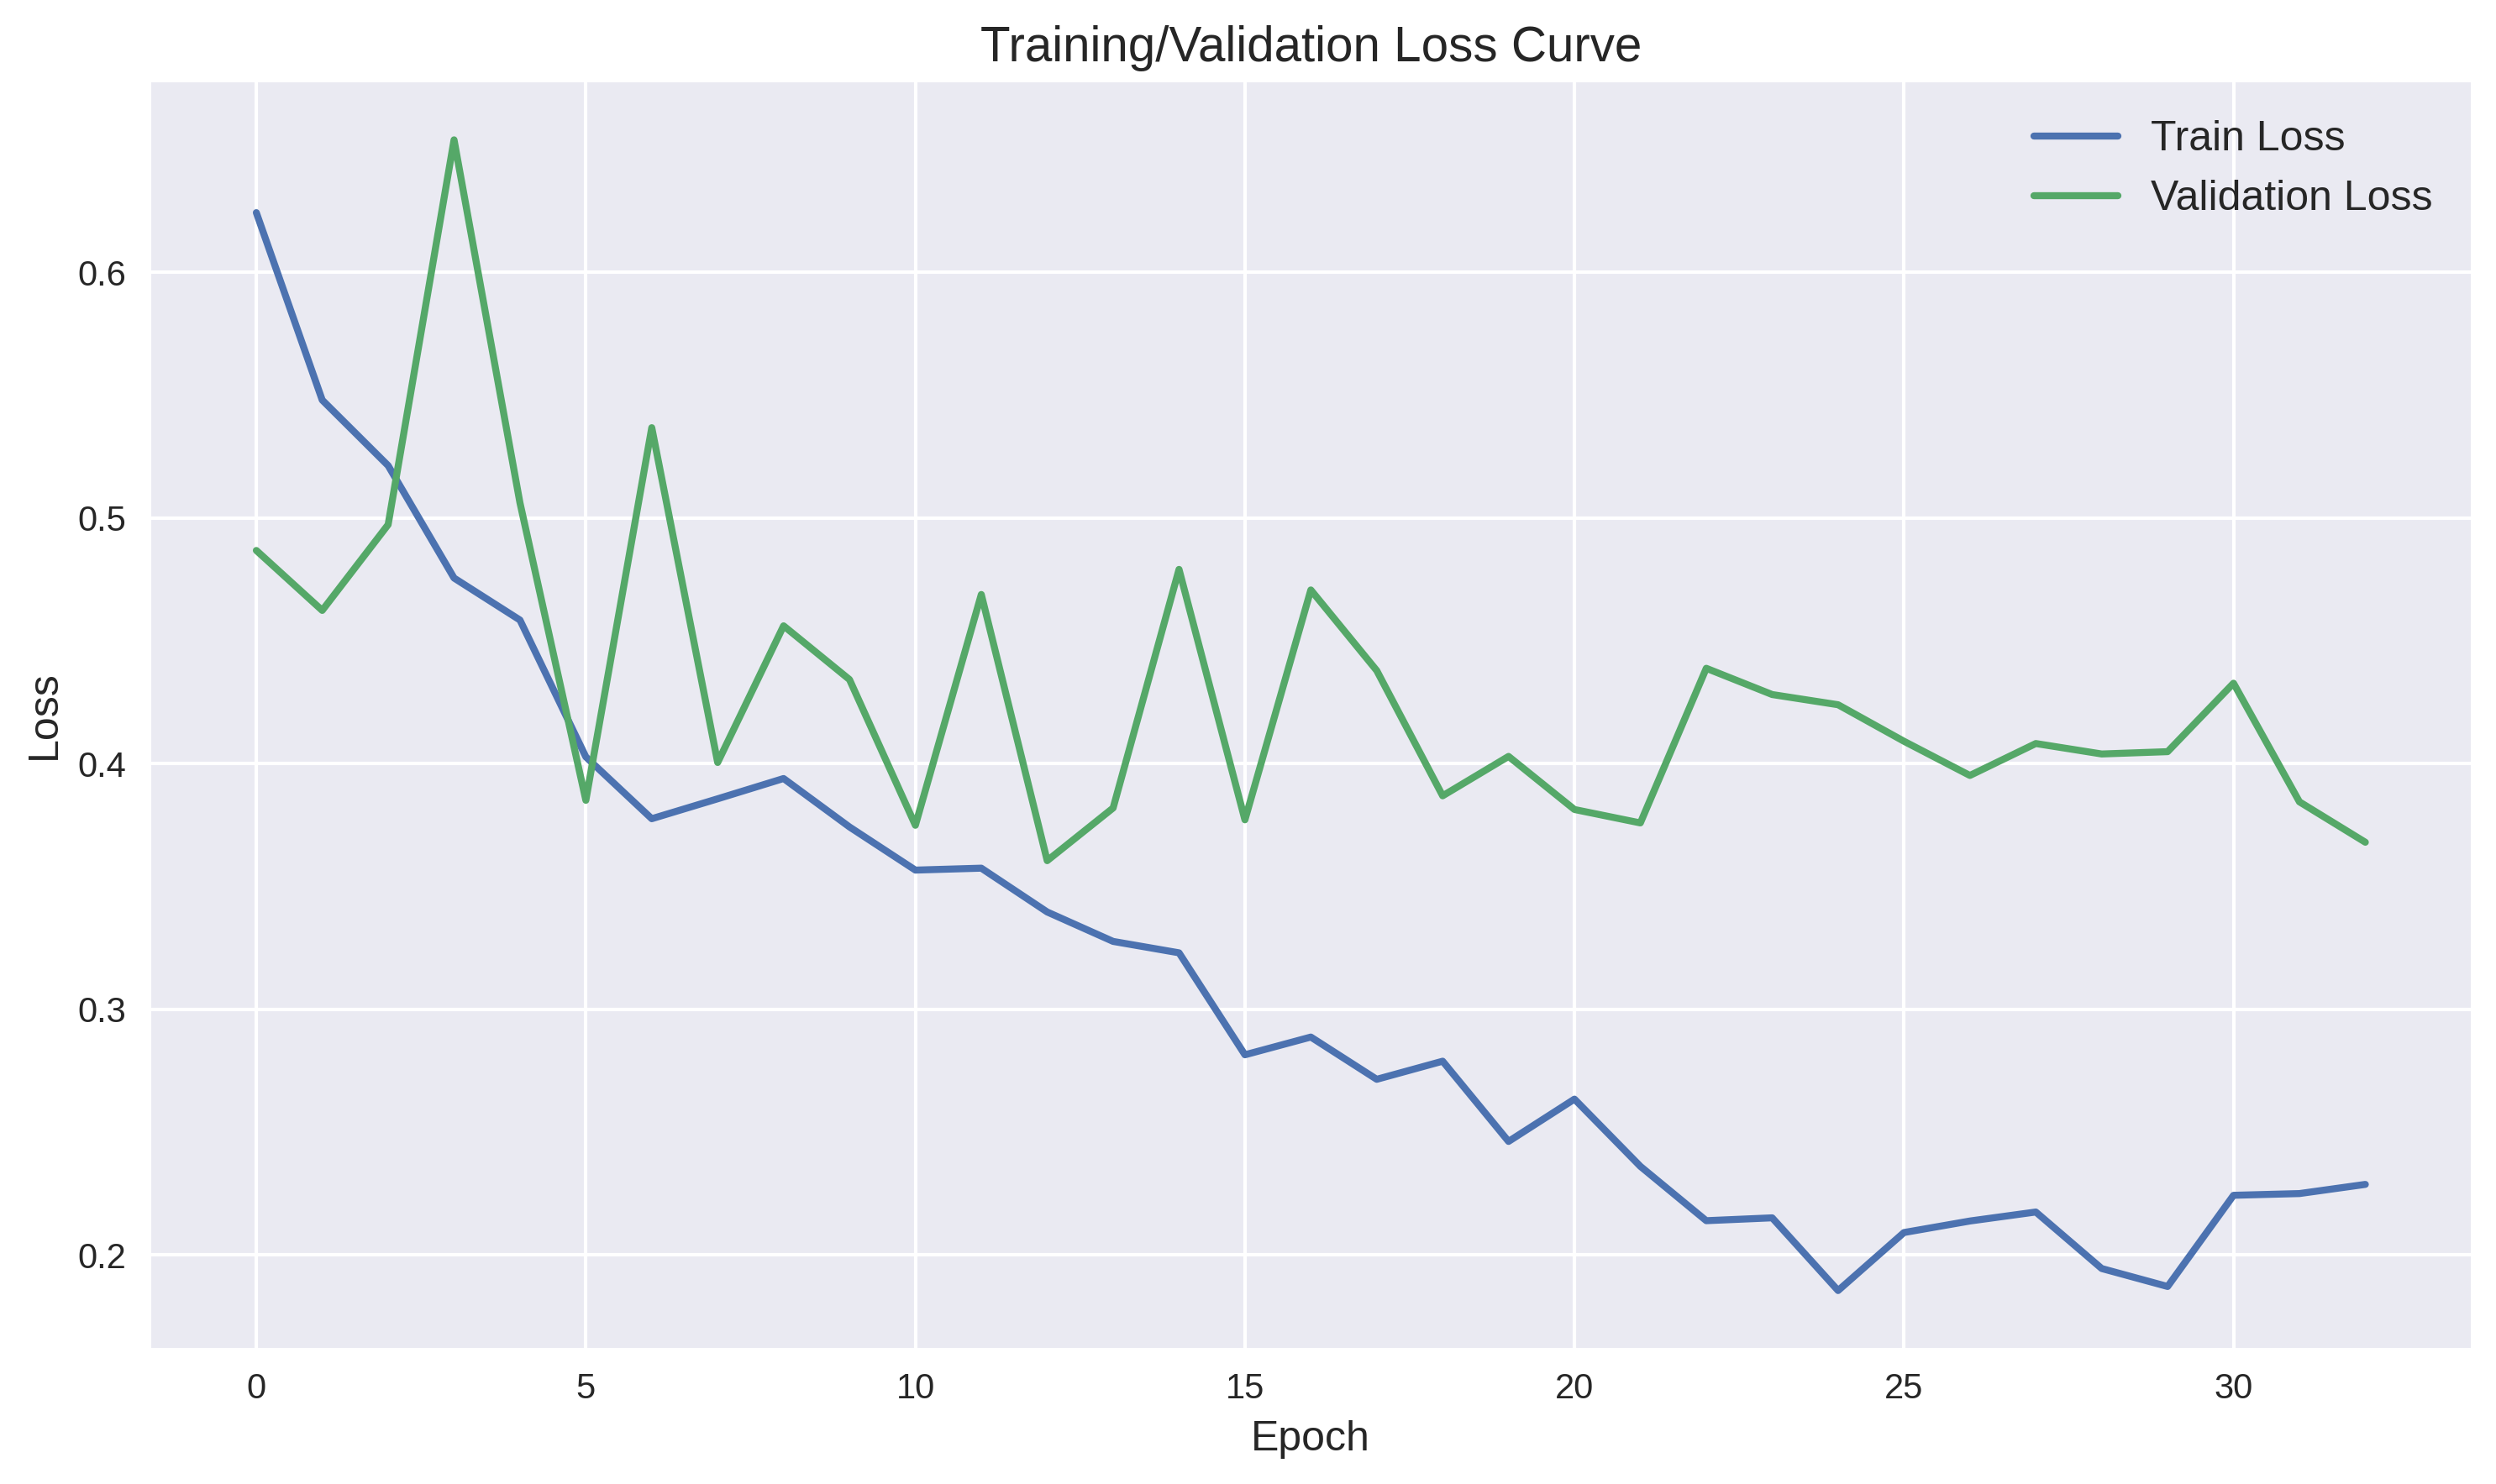 Training/Validation Loss Curve
Train Loss
Validation Loss
0.6
0.5
0.4
0.3
0.2
Loss
0 5 10 15 20 25 30
Epoch